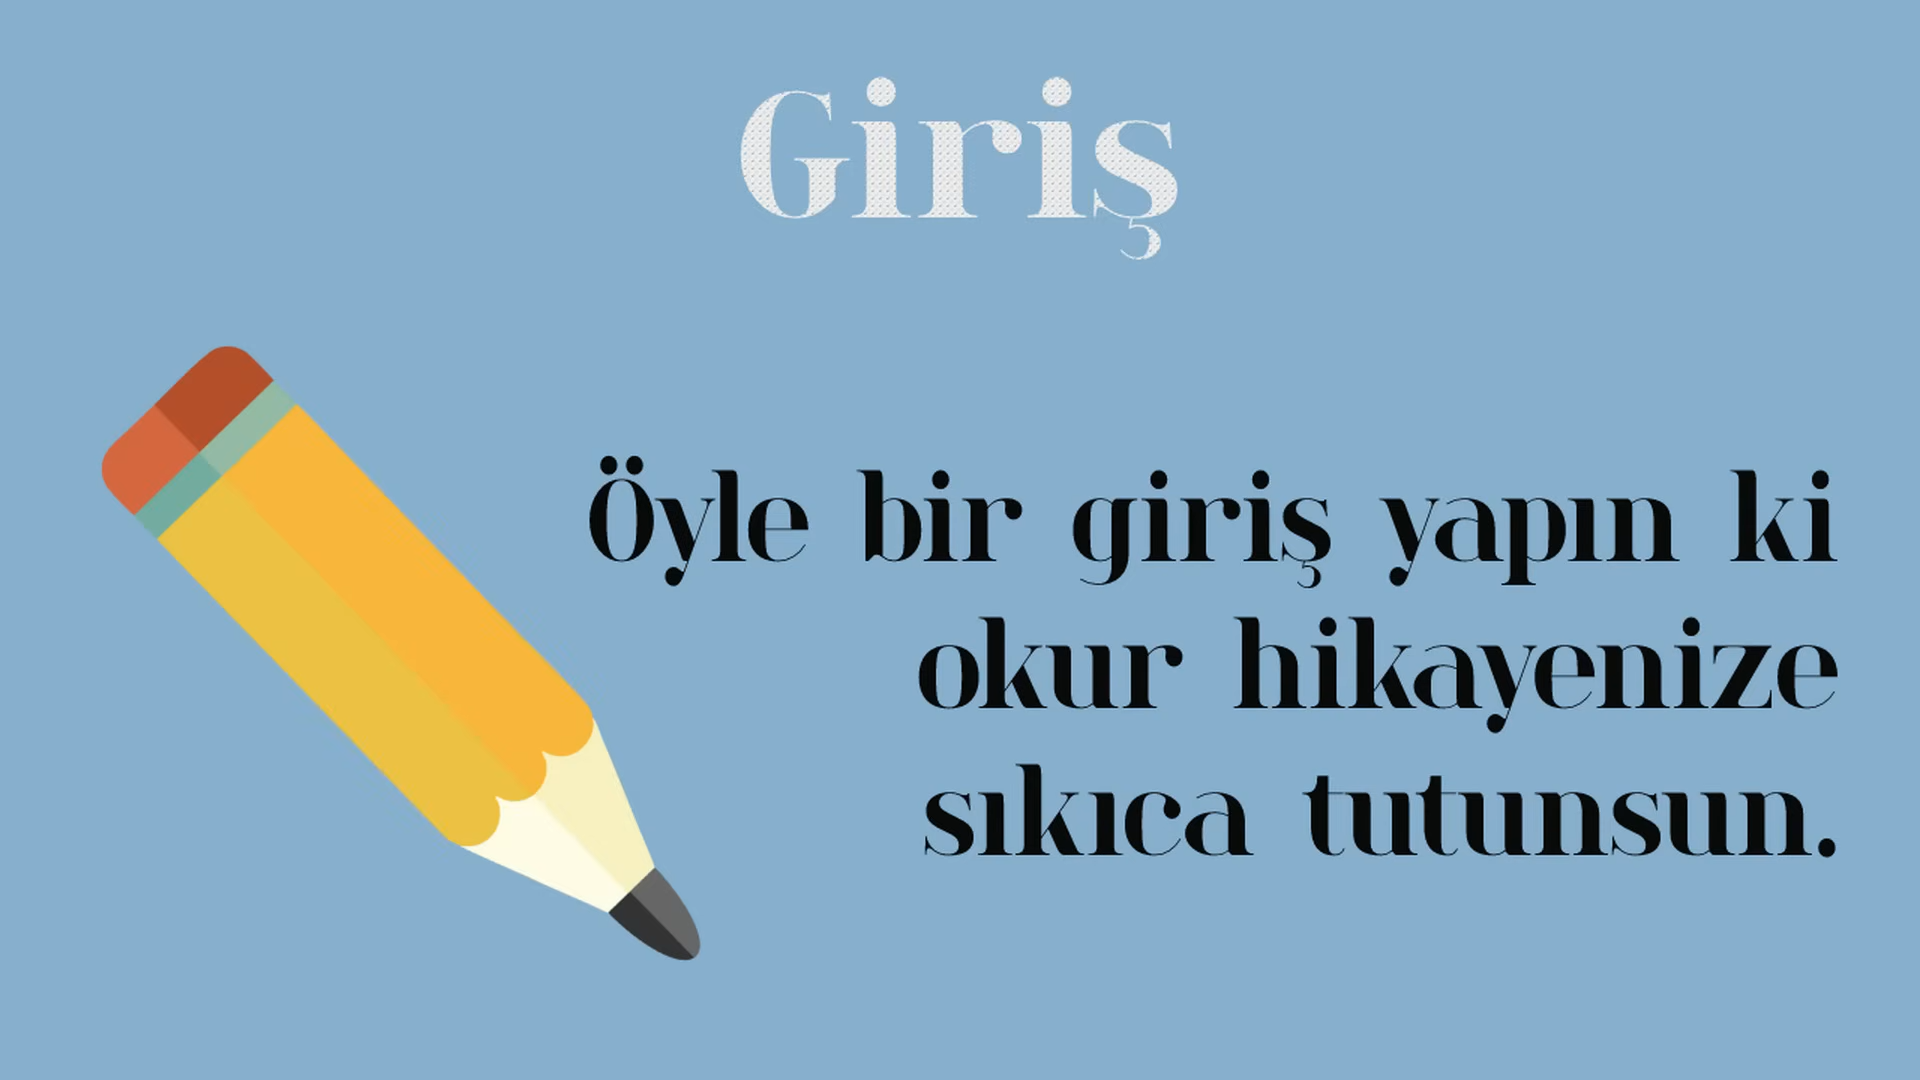 Giriş
Öyle bir giriş yapın ki
okur hikayenize
sıkıca tutunsun.